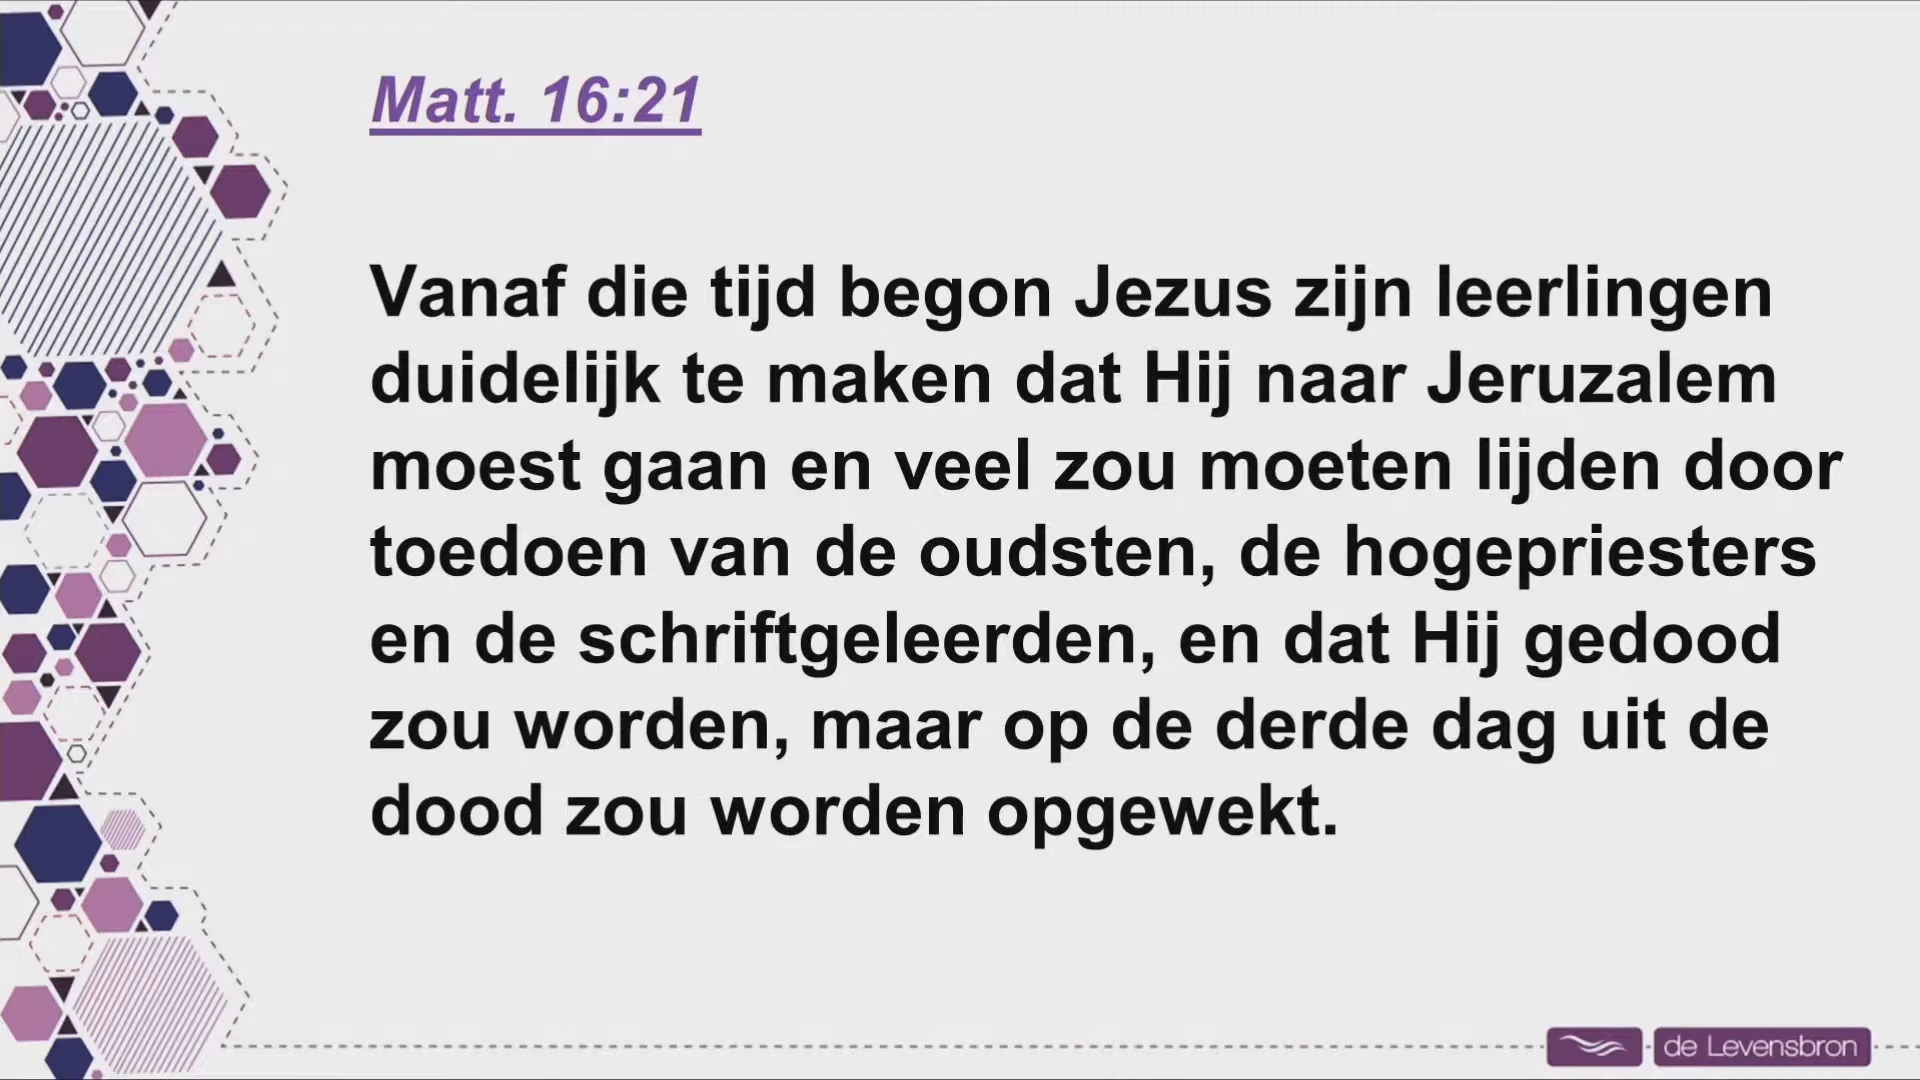 Matt. 16:21
Vanaf die tijd begon Jezus zijn leerlingen
duidelijk te maken dat Hij naar Jeruzalem
moest gaan en veel zou moeten lijden door
toedoen van de oudsten, de hogepriesters
en de schriftgeleerden, en dat Hij gedood
zou worden, maar op de derde dag uit de
dood zou worden opgewekt.
de Levensbron